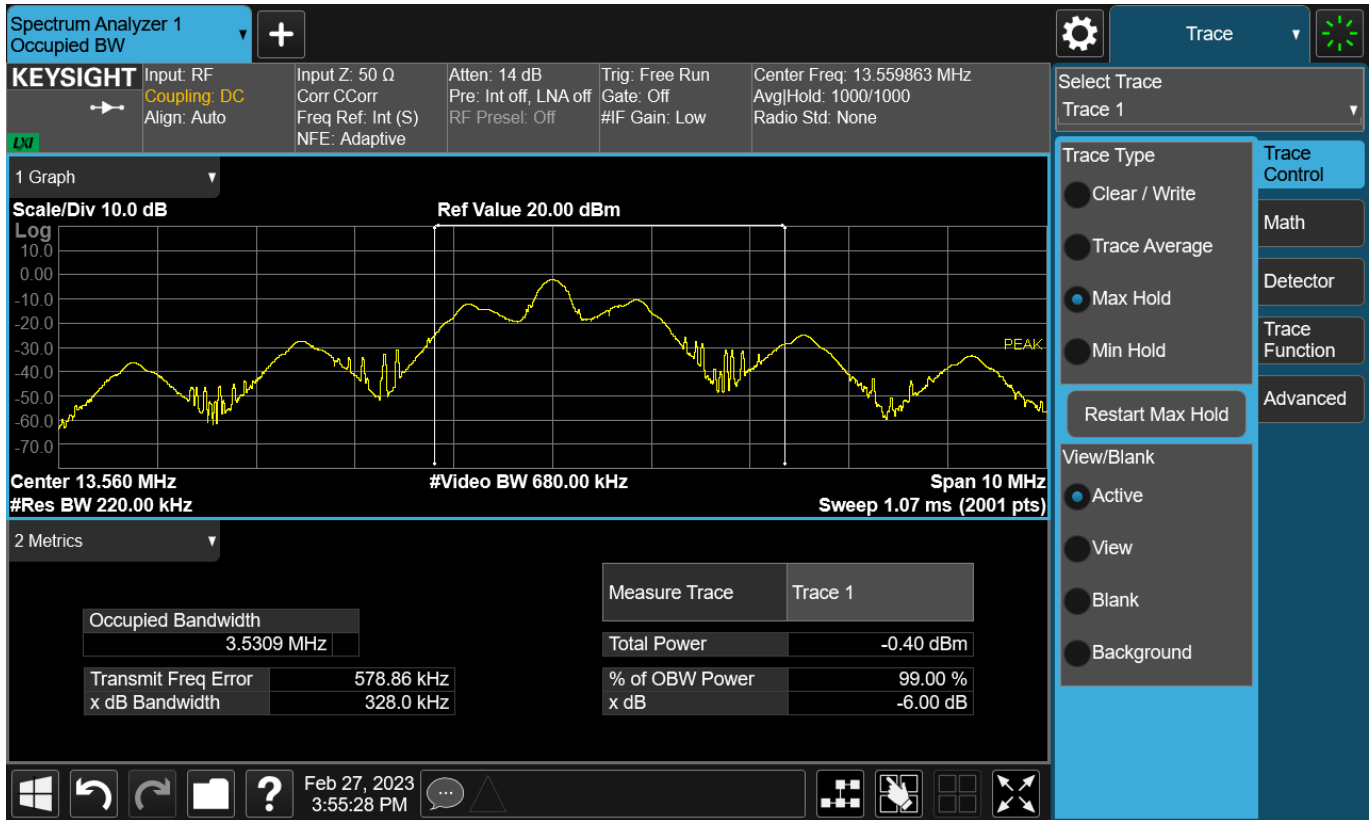 Spectrum Analyzer 1
Occupied BW
Trace
KEYSIGHT
LXI
Input: RF
Coupling: DC
Align: Auto
Input Z: 50 Ω
Corr CCorr
Freq Ref: Int (S)
NFE: Adaptive
Atten: 14 dB
Pre: Int off, LNA off
RF Presel: Off
Trig: Free Run
Gate: Off
#IF Gain: Low
Center Freq: 13.559863 MHz
Avg|Hold: 1000/1000
Radio Std: None
1 Graph
Scale/Div 10.0 dB
Ref Value 20.00 dBm
Log
10.0
0.00
-10.0
-20.0
-30.0
-40.0
-50.0
-60.0
-70.0
PEAK
Center 13.560 MHz
#Video BW 680.00 kHz
Span 10 MHz
#Res BW 220.00 kHz
Sweep 1.07 ms (2001 pts)
2 Metrics
Occupied Bandwidth
3.5309 MHz
Transmit Freq Error 578.86 kHz
x dB Bandwidth 328.0 kHz
Measure Trace Trace 1
Total Power -0.40 dBm
% of OBW Power 99.00 %
x dB -6.00 dB
?
Feb 27, 2023
3:55:28 PM
Select Trace
Trace 1
Trace Type
Clear / Write
Trace Average
Max Hold
Min Hold
Restart Max Hold
View/Blank
Active
View
Blank
Background
Trace
Control
Math
Detector
Trace
Function
Advanced